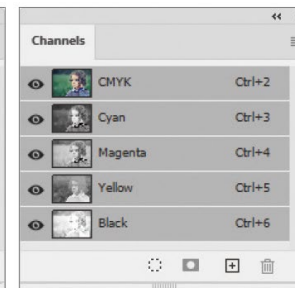 Channels
CMYK Ctrl+2
Cyan Ctrl+3
Magenta Ctrl+4
Yellow Ctrl+5
Black Ctrl+6